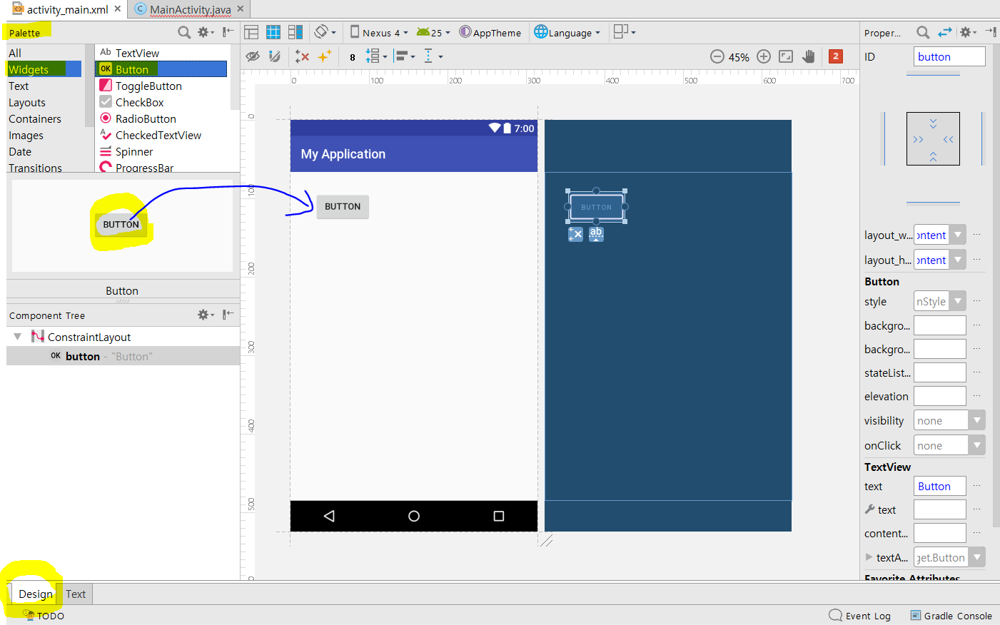 activity_main.xml MainActivity.java
Palette
Nexus 4 25 AppTheme Language
Proper...
All
Widgets
Text
Layouts
Containers
Images
Date
Transitions
Ab TextView
OK Button
ToggleButton
CheckBox
RadioButton
CheckedTextView
Spinner
ProgressBar
BUTTON
Button
Component Tree
ConstraintLayout
OK button - "Button"
8
45%
2
0 100 200 300 400 500 600 700
0
100
200
300
400
500
0
7:00
My Application
BUTTON
BUTTON
ab
ID button
layout_w... ontent ...
layout_h... ontent ...
Button
style nStyle ...
backgro... ...
backgro... ...
stateList... ...
elevation ...
visibility none
onClick none
TextView
text Button ...
text ...
content... ...
textA... get.Button
Favorite Attributes
Design Text
TODO
Event Log Gradle Console